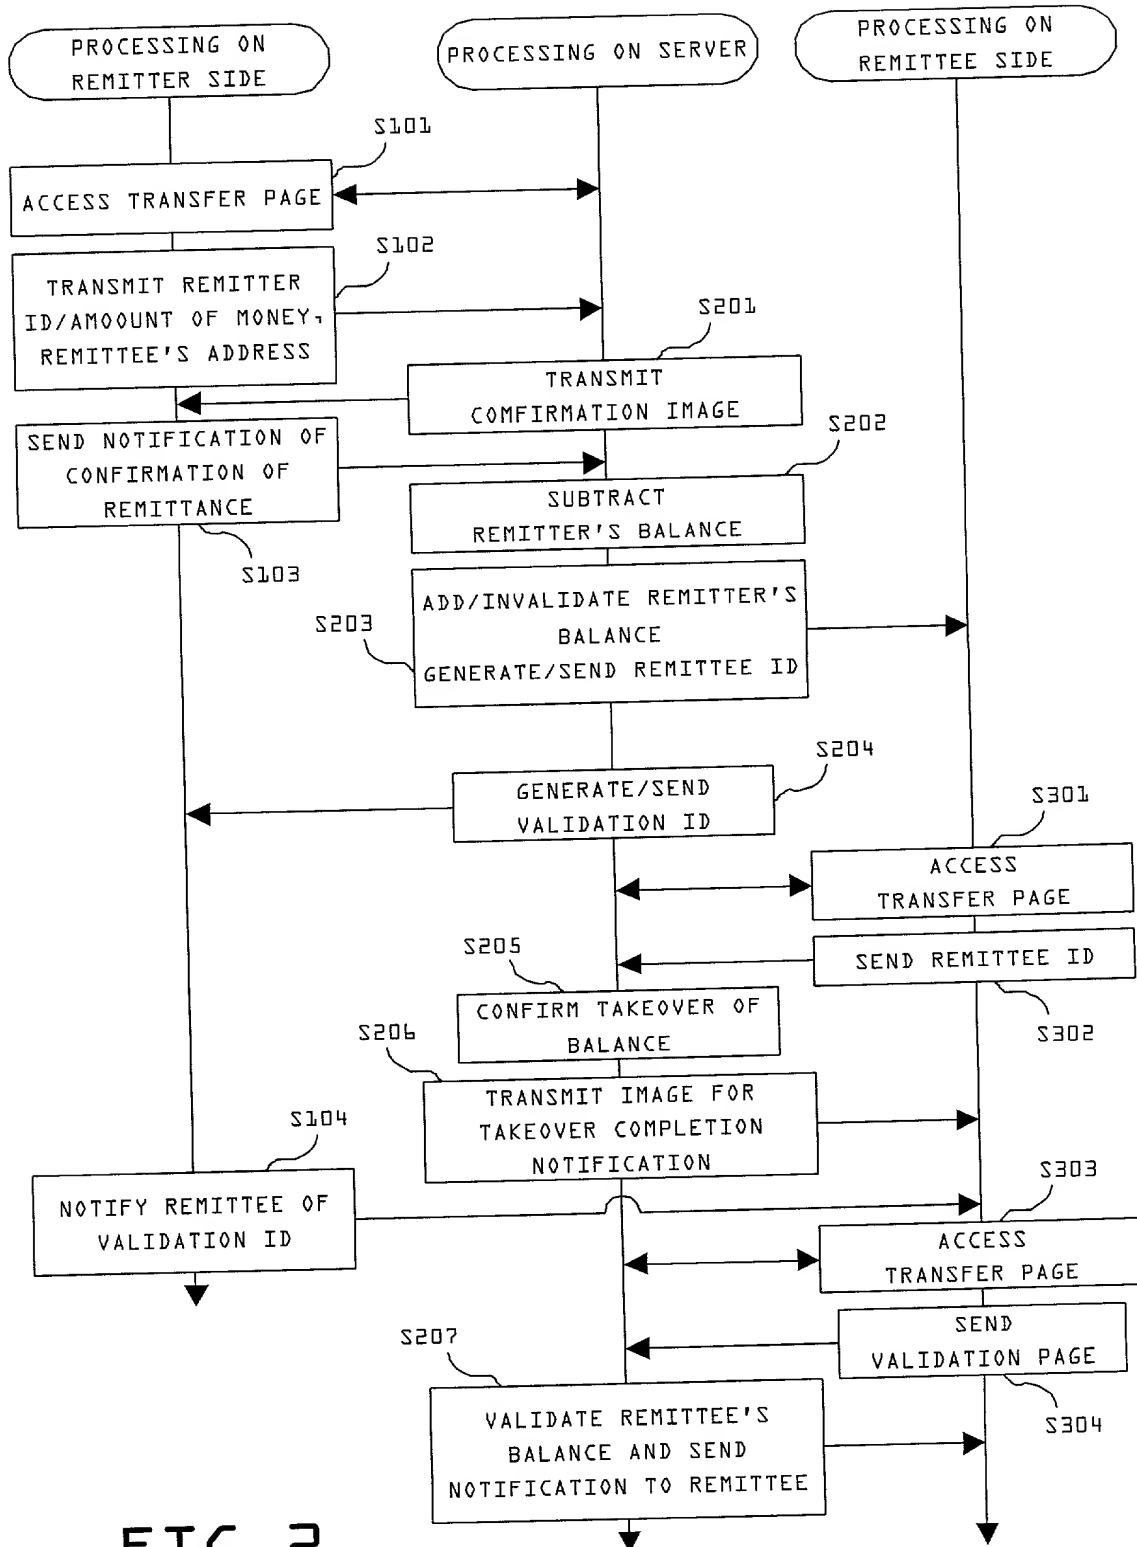 PROCESSING ON
REMITTER SIDE
PROCESSING ON SERVER
PROCESSING ON
REMITTEE SIDE
S101
ACCESS TRANSFER PAGE
S102
TRANSMIT REMITTER
ID/AMOOUNT OF MONEY,
REMITTEE'S ADDRESS
S201
TRANSMIT
COMFIRMATION IMAGE
SEND NOTIFICATION OF
CONFIRMATION OF
REMITTANCE
S103
S202
SUBTRACT
REMITTER'S BALANCE
S203
ADD/INVALIDATE REMITTER'S
BALANCE
GENERATE/SEND REMITTEE ID
S204
GENERATE/SEND
VALIDATION ID
S301
ACCESS
TRANSFER PAGE
SEND REMITTEE ID
S302
S205
CONFIRM TAKEOVER OF
BALANCE
S206
TRANSMIT IMAGE FOR
TAKEOVER COMPLETION
NOTIFICATION
S104
NOTIFY REMITTEE OF
VALIDATION ID
S303
ACCESS
TRANSFER PAGE
SEND
VALIDATION PAGE
S304
S207
VALIDATE REMITTEE'S
BALANCE AND SEND
NOTIFICATION TO REMITTEE